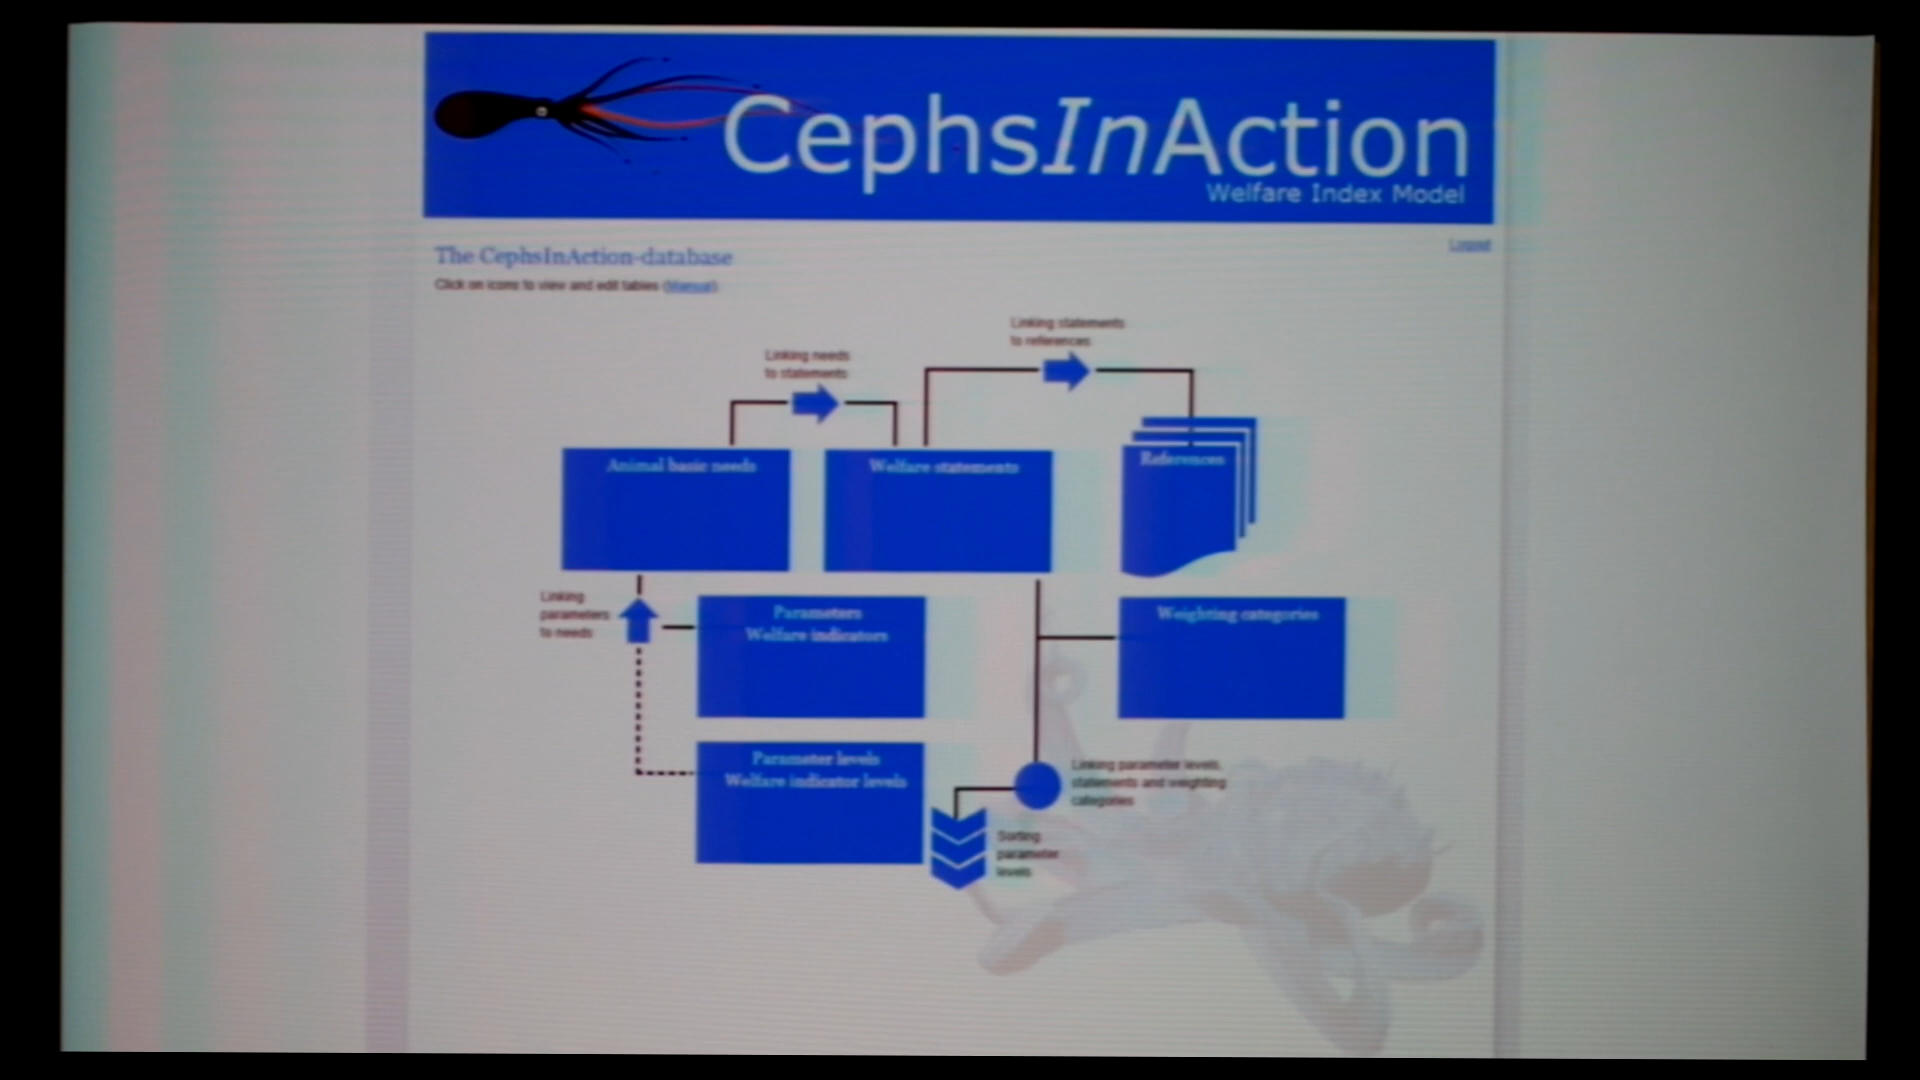 CephsInAction
Welfare Index Model
Logout
The CephsInAction-database
Click on icons to view and edit tables (Manual)
Linking statements
to references
Linking needs
to statements
Animal basic needs
Welfare statements
References
Linking
parameters
to needs
Parameters
Welfare indicators
Weighting categories
Parameter levels
Welfare indicator levels
Linking parameter levels,
statements and weighting
categories
Sorting
parameter
levels